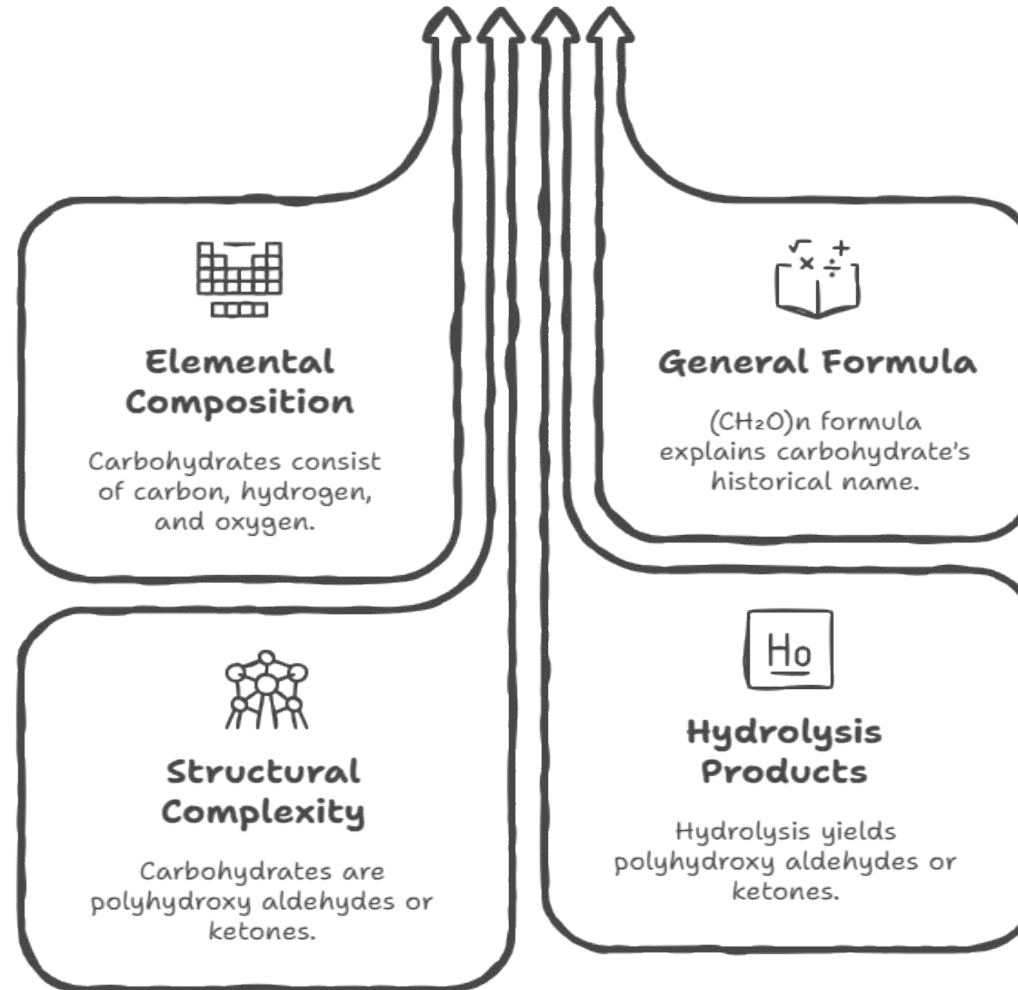 Elemental
Composition
Carbohydrates consist
of carbon, hydrogen,
and oxygen.
General Formula
(CH₂O)n formula
explains carbohydrate's
historical name.
Structural
Complexity
Carbohydrates are
polyhydroxy aldehydes or
ketones.
Ho
Hydrolysis
Products
Hydrolysis yields
polyhydroxy aldehydes or
ketones.